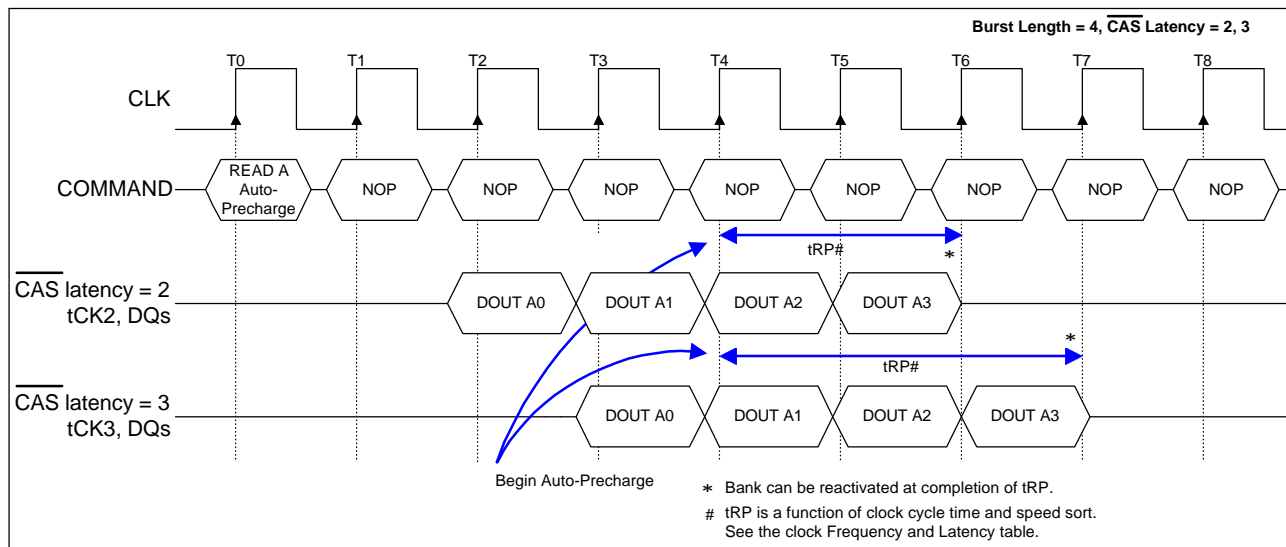 Burst Length = 4, CAS Latency = 2, 3
T0 T1 T2 T3 T4 T5 T6 T7 T8
CLK
COMMAND
READ A
Auto-
Precharge
NOP NOP NOP NOP NOP NOP NOP NOP
tRP#
*
CAS latency = 2
tCK2, DQs
DOUT A0 DOUT A1 DOUT A2 DOUT A3
*
tRP#
CAS latency = 3
tCK3, DQs
DOUT A0 DOUT A1 DOUT A2 DOUT A3
Begin Auto-Precharge
* Bank can be reactivated at completion of tRP.
# tRP is a function of clock cycle time and speed sort.
See the clock Frequency and Latency table.